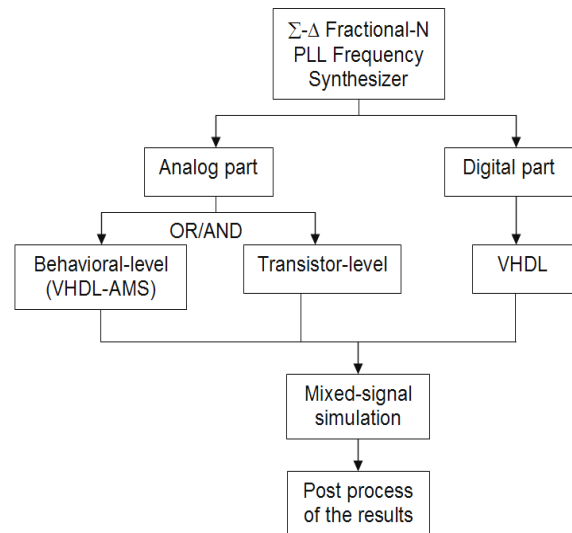 Σ-Δ Fractional-N
PLL Frequency
Synthesizer
Analog part
Digital part
OR/AND
Behavioral-level
(VHDL-AMS)
Transistor-level
VHDL
Mixed-signal
simulation
Post process
of the results